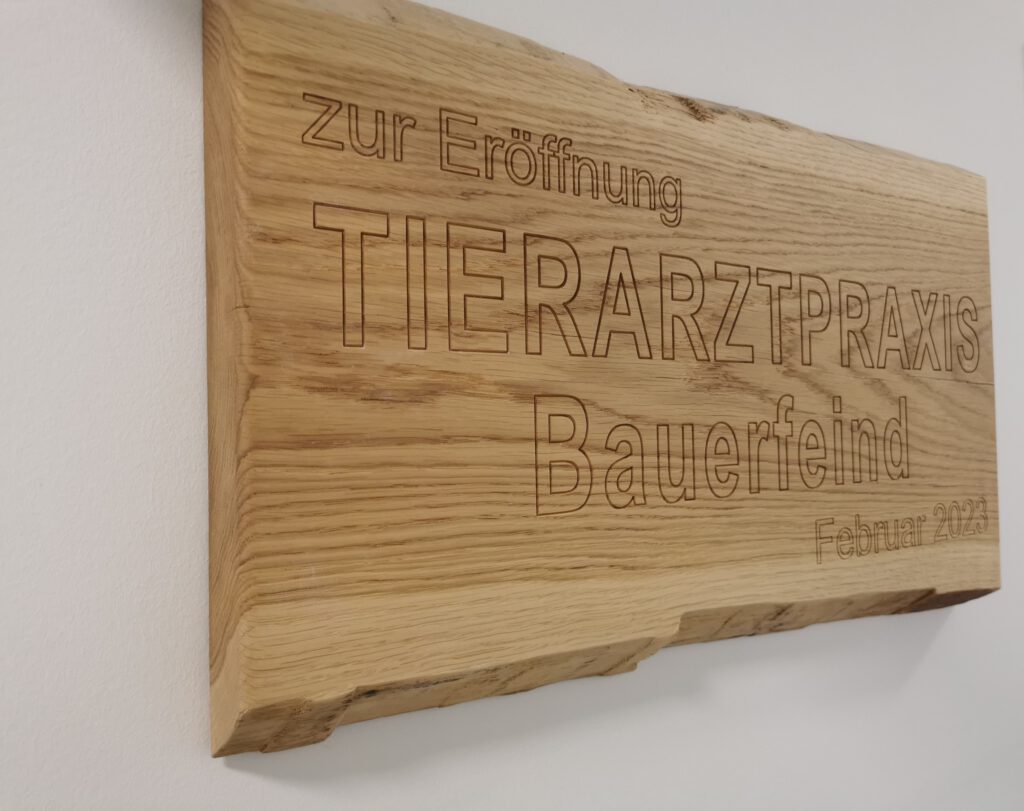 zur Eröffnung
TIERARZTPRAXIS
Bauerfeind
Februar 2023